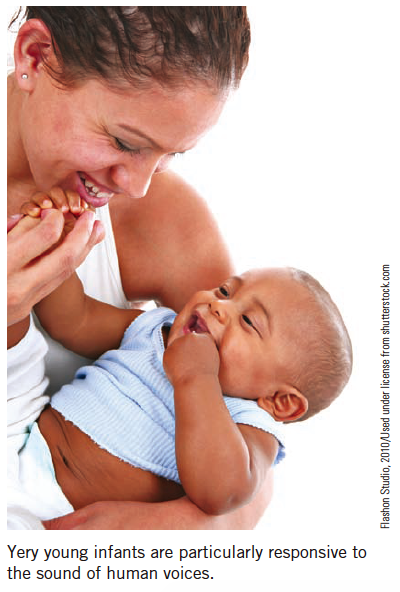 Flashon Studio, 2010/Used under license from shutterstock.com
Yery young infants are particularly responsive to
the sound of human voices.